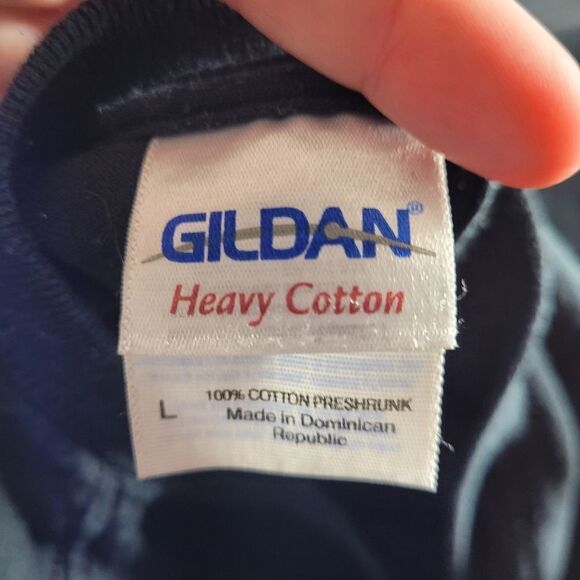 GILDAN®
Heavy Cotton
L
100% COTTON PRESHRUNK
Made in Dominican
Republic